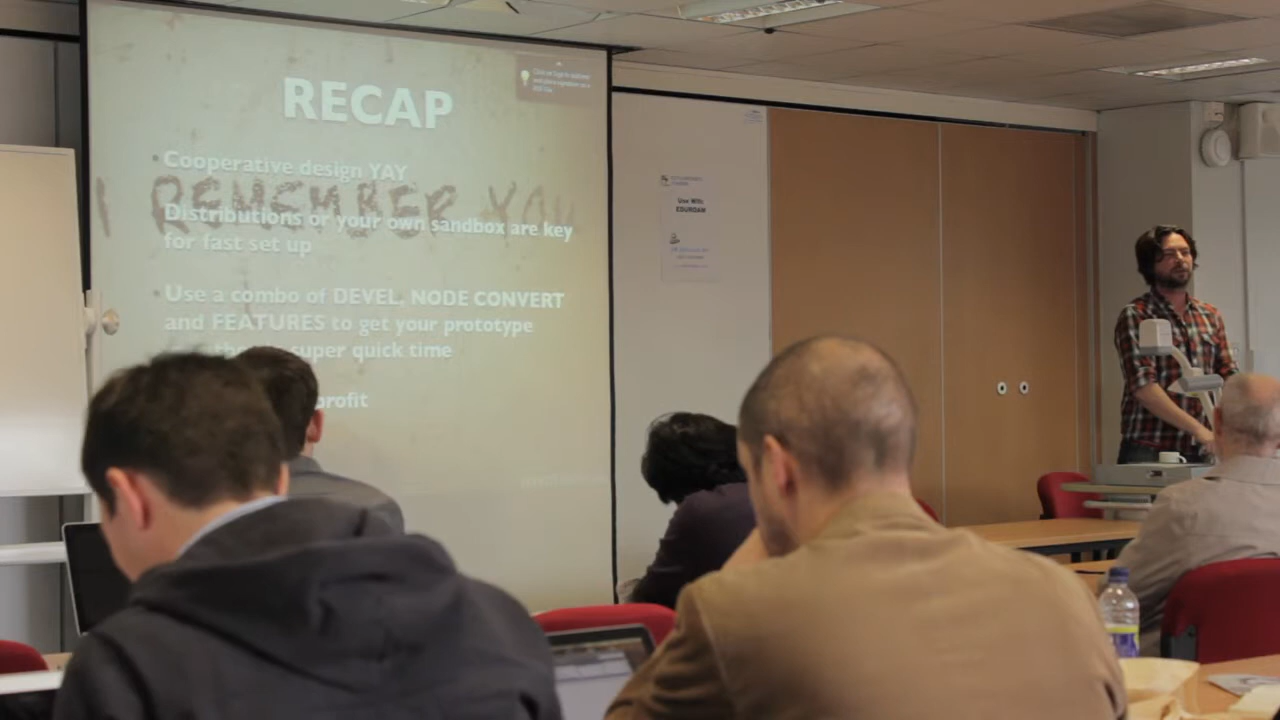 RECAP
Cooperative design YAY
I REMEMBER YOU
Distributions or your own sandbox are key
for fast set up
Use a combo of DEVEL, NODE CONVERT
and FEATURES to get your prototype
super quick time
profit
Use With:
EDUROAM